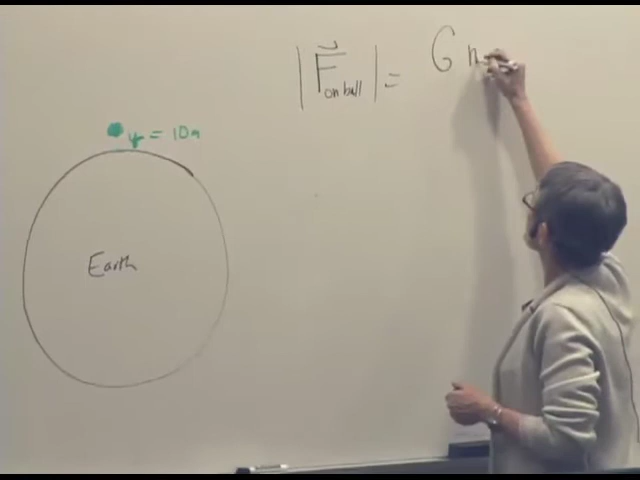 |F⃗ on ball| = G m
y = 10m
Earth